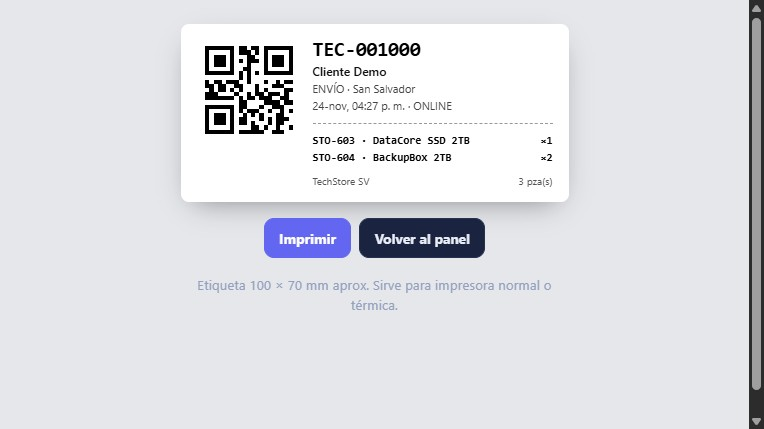 TEC-001000
Cliente Demo
ENVÍO · San Salvador
24-nov, 04:27 p. m. · ONLINE
STO-603 · DataCore SSD 2TB ×1
STO-604 · BackupBox 2TB ×2
TechStore SV 3 pza(s)
Imprimir Volver al panel
Etiqueta 100 × 70 mm aprox. Sirve para impresora normal o
térmica.